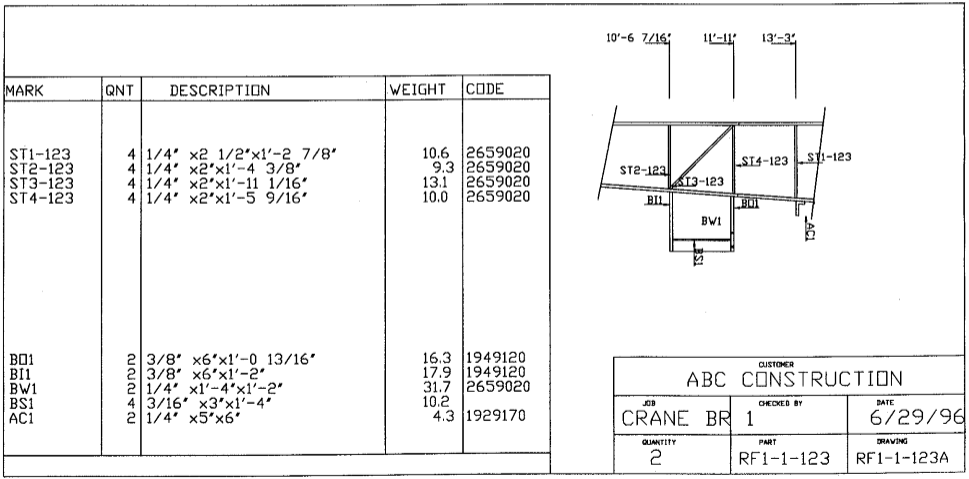 MARK QNT DESCRIPTION WEIGHT CODE
ST1-123 4 1/4" x2 1/2"x1'-2 7/8" 10.6 2659020
ST2-123 4 1/4" x2"x1'-4 3/8" 9.3 2659020
ST3-123 4 1/4" x2"x1'-11 1/16" 13.1 2659020
ST4-123 4 1/4" x2"x1'-5 9/16" 10.0 2659020
BO1 2 3/8" x6"x1'-0 13/16" 16.3 1949120
BI1 2 3/8" x6"x1'-2" 17.9 1949120
BW1 2 1/4" x1'-4"x1'-2" 31.7 2659020
BS1 4 3/16" x3"x1'-4" 10.2
AC1 2 1/4" x5"x6" 4.3 1929170
10'-6 7/16" 11'-11" 13'-3"
ST2-123 ST3-123 ST4-123 ST1-123
BI1 BW1 BO1
BS1
AC1
CUSTOMER
ABC CONSTRUCTION
JOB CHECKED BY DATE
CRANE BR 1 6/29/96
QUANTITY PART DRAWING
2 RF1-1-123 RF1-1-123A